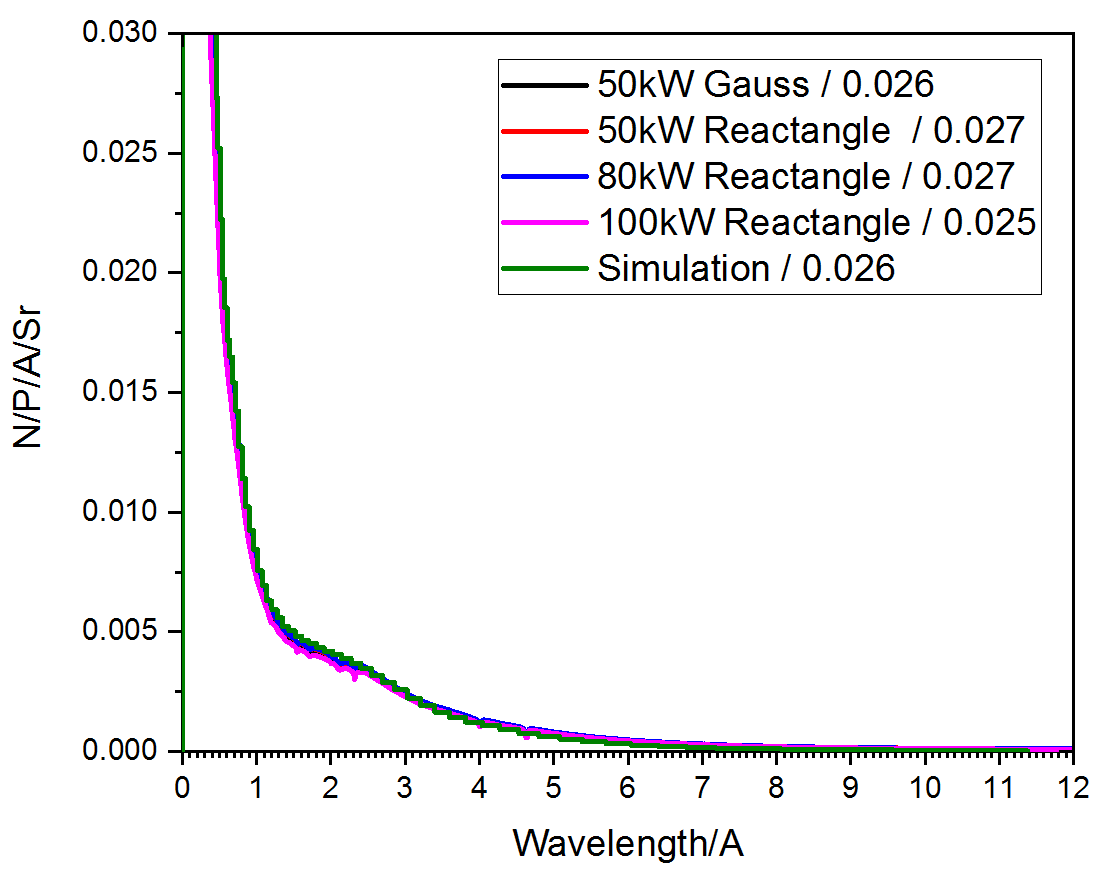 0.030
0.025
0.020
0.015
0.010
0.005
0.000
N/P/A/Sr
50kW Gauss / 0.026
50kW Reactangle / 0.027
80kW Reactangle / 0.027
100kW Reactangle / 0.025
Simulation / 0.026
0 1 2 3 4 5 6 7 8 9 10 11 12
Wavelength/A